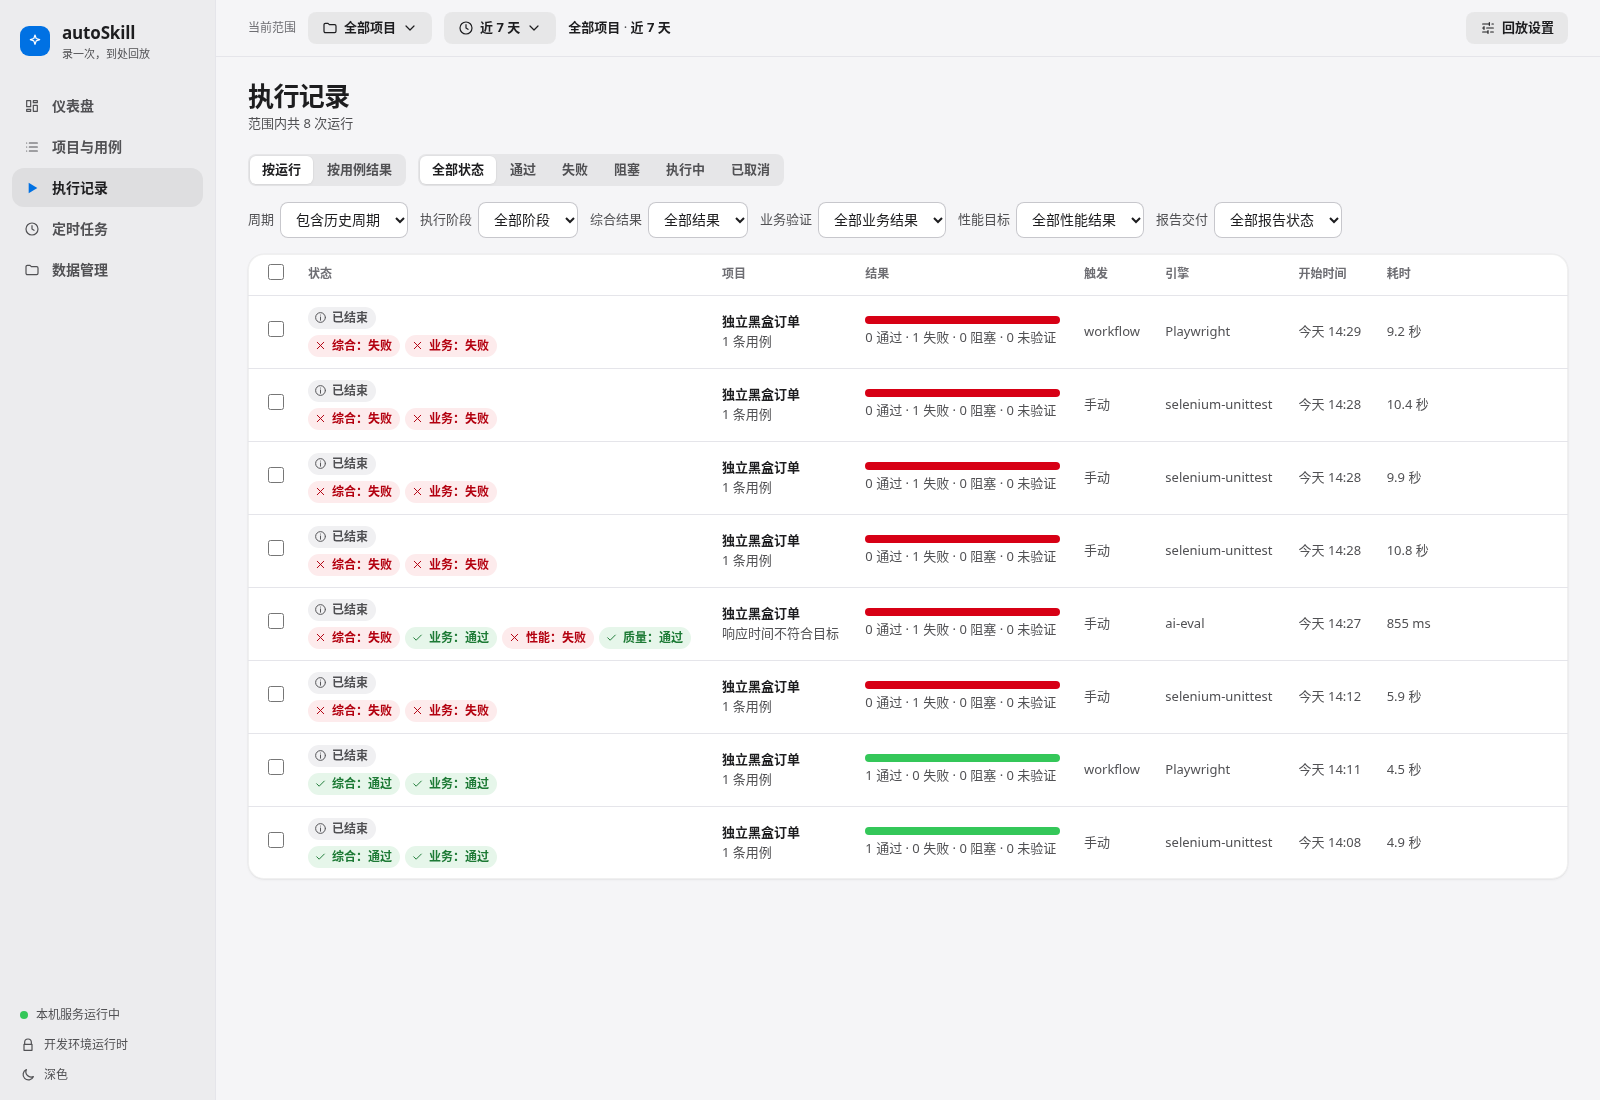 autoSkill
录一次，到处回放
仪表盘
项目与用例
执行记录
定时任务
数据管理
本机服务运行中
开发环境运行时
深色
当前范围 全部项目 近 7 天 全部项目 · 近 7 天 回放设置
执行记录
范围内共 8 次运行
按运行 按用例结果 全部状态 通过 失败 阻塞 执行中 已取消
周期 包含历史周期 执行阶段 全部阶段 综合结果 全部结果 业务验证 全部业务结果 性能目标 全部性能结果 报告交付 全部报告状态
状态 项目 结果 触发 引擎 开始时间 耗时
已结束
综合：失败 业务：失败
独立黑盒订单
1 条用例
0 通过 · 1 失败 · 0 阻塞 · 0 未验证
workflow Playwright 今天 14:29 9.2 秒
已结束
综合：失败 业务：失败
独立黑盒订单
1 条用例
0 通过 · 1 失败 · 0 阻塞 · 0 未验证
手动 selenium-unittest 今天 14:28 10.4 秒
已结束
综合：失败 业务：失败
独立黑盒订单
1 条用例
0 通过 · 1 失败 · 0 阻塞 · 0 未验证
手动 selenium-unittest 今天 14:28 9.9 秒
已结束
综合：失败 业务：失败
独立黑盒订单
1 条用例
0 通过 · 1 失败 · 0 阻塞 · 0 未验证
手动 selenium-unittest 今天 14:28 10.8 秒
已结束
综合：失败 业务：通过 性能：失败 质量：通过
独立黑盒订单
响应时间不符合目标
0 通过 · 1 失败 · 0 阻塞 · 0 未验证
手动 ai-eval 今天 14:27 855 ms
已结束
综合：失败 业务：失败
独立黑盒订单
1 条用例
0 通过 · 1 失败 · 0 阻塞 · 0 未验证
手动 selenium-unittest 今天 14:12 5.9 秒
已结束
综合：通过 业务：通过
独立黑盒订单
1 条用例
1 通过 · 0 失败 · 0 阻塞 · 0 未验证
workflow Playwright 今天 14:11 4.5 秒
已结束
综合：通过 业务：通过
独立黑盒订单
1 条用例
1 通过 · 0 失败 · 0 阻塞 · 0 未验证
手动 selenium-unittest 今天 14:08 4.9 秒